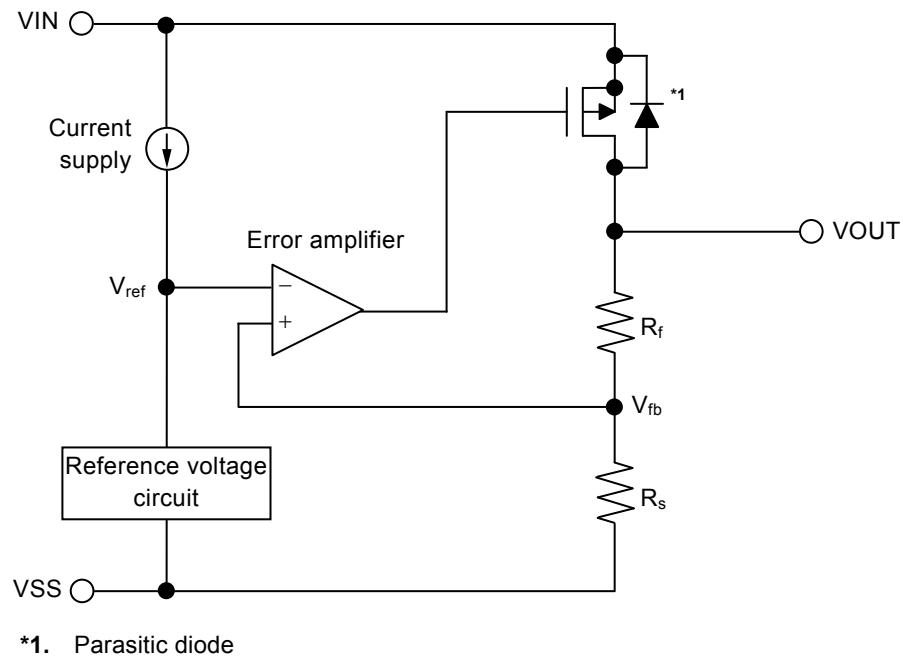 VIN
*1
Current
supply
Error amplifier
VOUT
Vref
−
+
Rf
Vfb
Reference voltage
circuit
Rs
VSS
*1. Parasitic diode